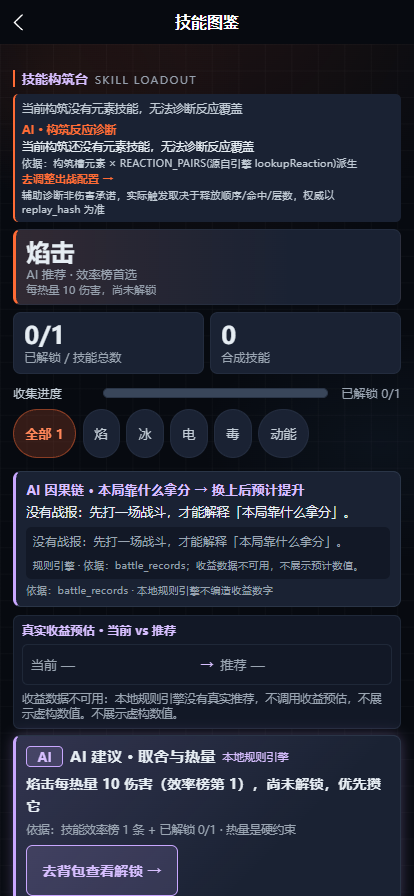 技能图鉴
技能构筑台 SKILL LOADOUT
当前构筑没有元素技能，无法诊断反应覆盖
AI · 构筑反应诊断
当前构筑还没有元素技能，无法诊断反应覆盖
依据：构筑槽元素 × REACTION_PAIRS(源自引擎 lookupReaction)派生
去调整出战配置 →
辅助诊断非伤害承诺，实际触发取决于释放顺序/命中/层数，权威以
replay_hash 为准
焰击
AI 推荐 · 效率榜首选
每热量 10 伤害，尚未解锁
0/1
已解锁 / 技能总数
0
合成技能
收集进度
已解锁 0/1
全部 1
焰
冰
电
毒
动能
AI 因果链 · 本局靠什么拿分 → 换上后预计提升
没有战报：先打一场战斗，才能解释「本局靠什么拿分」。
没有战报：先打一场战斗，才能解释「本局靠什么拿分」。
规则引擎 · 依据：battle_records；收益数据不可用，不展示预计数值。
依据：battle_records · 本地规则引擎不编造收益数字
真实收益预估 · 当前 vs 推荐
当前 —
→ 推荐 —
收益数据不可用：本地规则引擎没有真实推荐，不调用收益预估，不展
示虚构数值。不展示虚构数值。
AI AI 建议 · 取舍与热量 本地规则引擎
焰击每热量 10 伤害（效率榜第 1），尚未解锁，优先攒
它
依据：技能效率榜 1 条 + 已解锁 0/1 · 热量是硬约束
去背包查看解锁 →